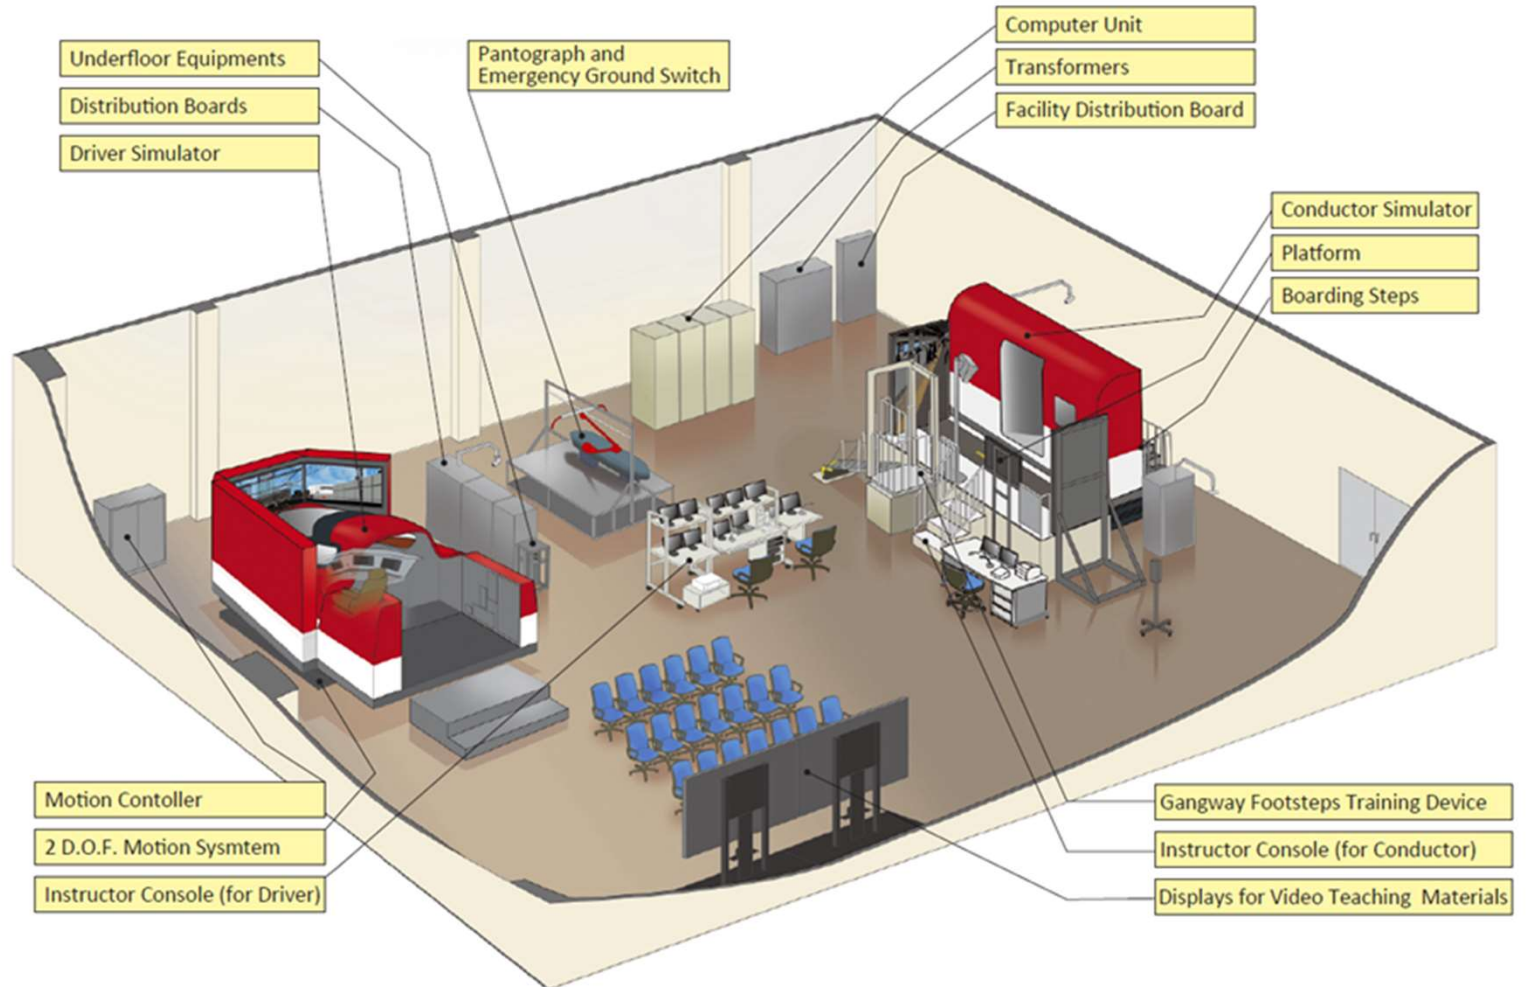 Underfloor Equipments
Distribution Boards
Driver Simulator
Pantograph and
Emergency Ground Switch
Computer Unit
Transformers
Facility Distribution Board
Conductor Simulator
Platform
Boarding Steps
Motion Contoller
2 D.O.F. Motion Sysmtem
Instructor Console (for Driver)
Gangway Footsteps Training Device
Instructor Console (for Conductor)
Displays for Video Teaching Materials